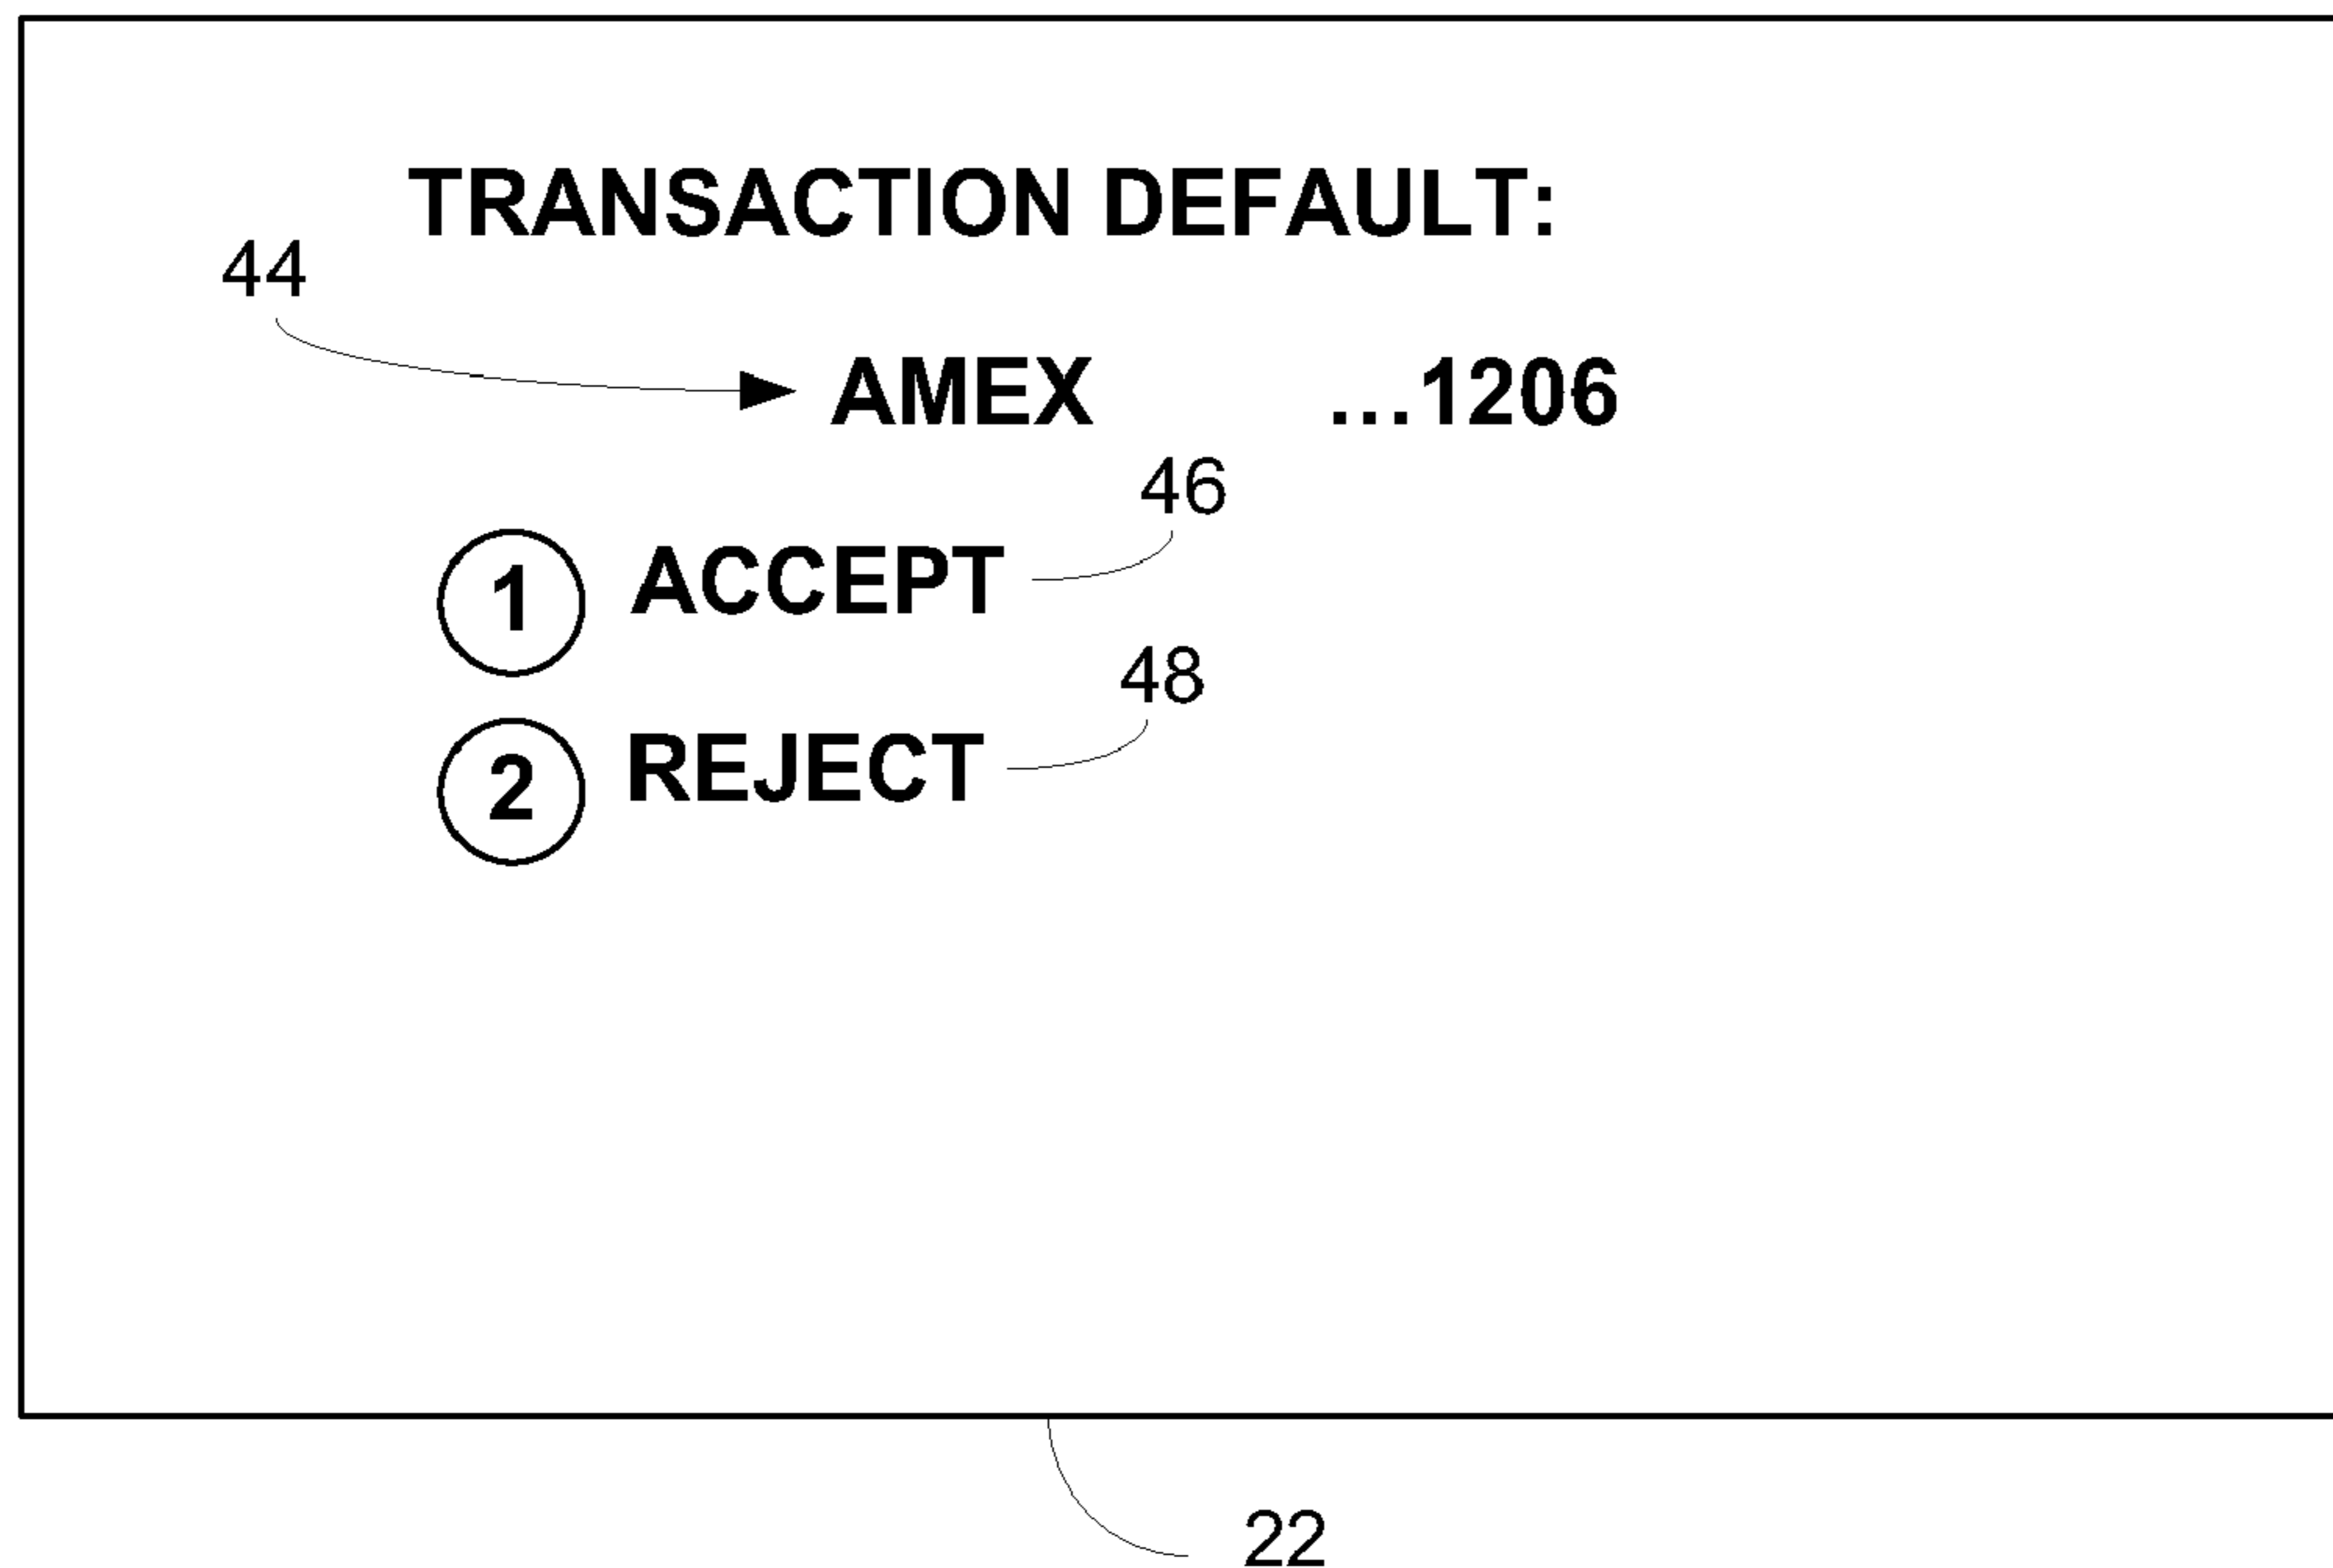 TRANSACTION DEFAULT:
44
AMEX ...1206
46
1 ACCEPT
48
2 REJECT
22